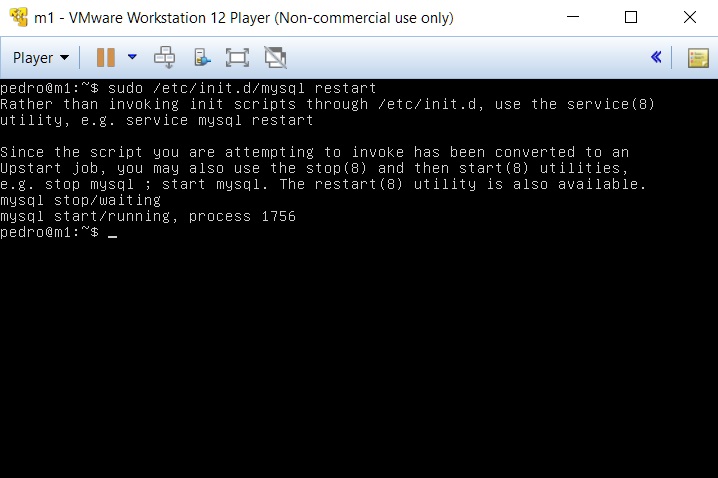 m1 - VMware Workstation 12 Player (Non-commercial use only)
Player
pedro@m1:~$ sudo /etc/init.d/mysql restart
Rather than invoking init scripts through /etc/init.d, use the service(8)
utility, e.g. service mysql restart

Since the script you are attempting to invoke has been converted to an
Upstart job, you may also use the stop(8) and then start(8) utilities,
e.g. stop mysql ; start mysql. The restart(8) utility is also available.
mysql stop/waiting
mysql start/running, process 1756
pedro@m1:~$ _